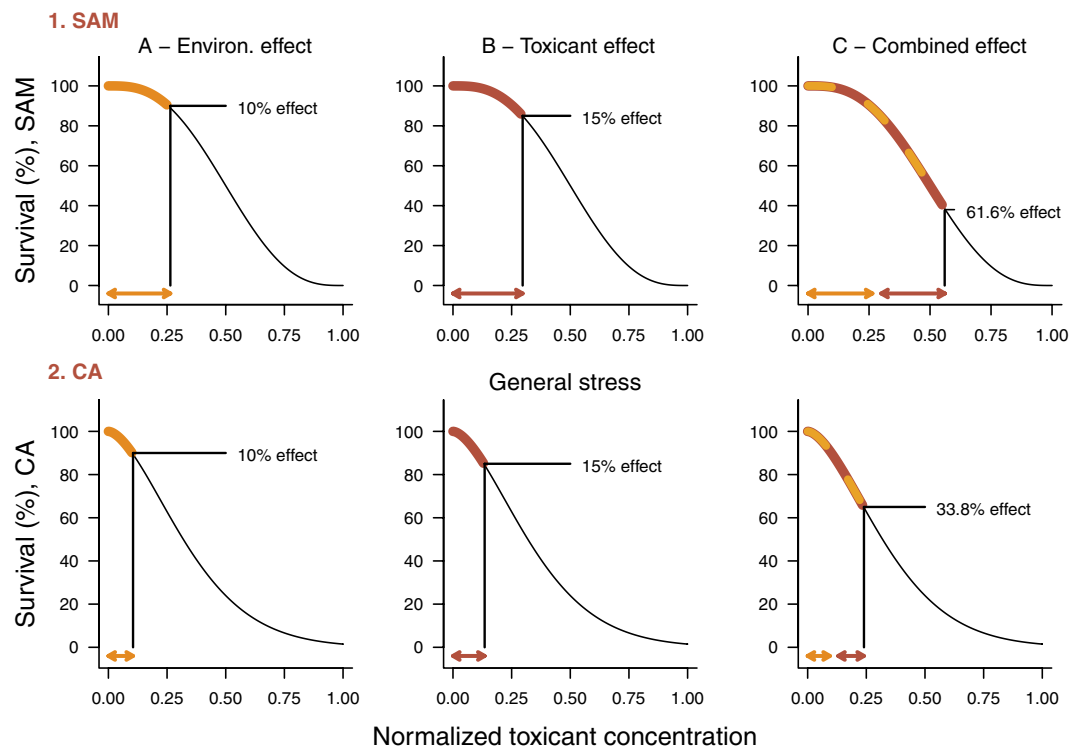 1. SAM
A – Environ. effect
B – Toxicant effect
C – Combined effect
Survival (%), SAM
100
80
60
40
20
0
10% effect
0.00 0.25 0.50 0.75 1.00
100
80
60
40
20
0
15% effect
0.00 0.25 0.50 0.75 1.00
100
80
60
40
20
0
61.6% effect
0.00 0.25 0.50 0.75 1.00
2. CA
General stress
Survival (%), CA
100
80
60
40
20
0
10% effect
0.00 0.25 0.50 0.75 1.00
100
80
60
40
20
0
15% effect
0.00 0.25 0.50 0.75 1.00
100
80
60
40
20
0
33.8% effect
0.00 0.25 0.50 0.75 1.00
Normalized toxicant concentration